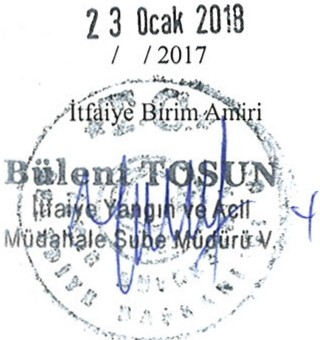 2 3 Ocak 2018
/ / 2017
İtfaiye Birim Amiri
Bülent TOSUN
İtfaiye Yangın ve Acil
Müdahale Şube Müdürü V.